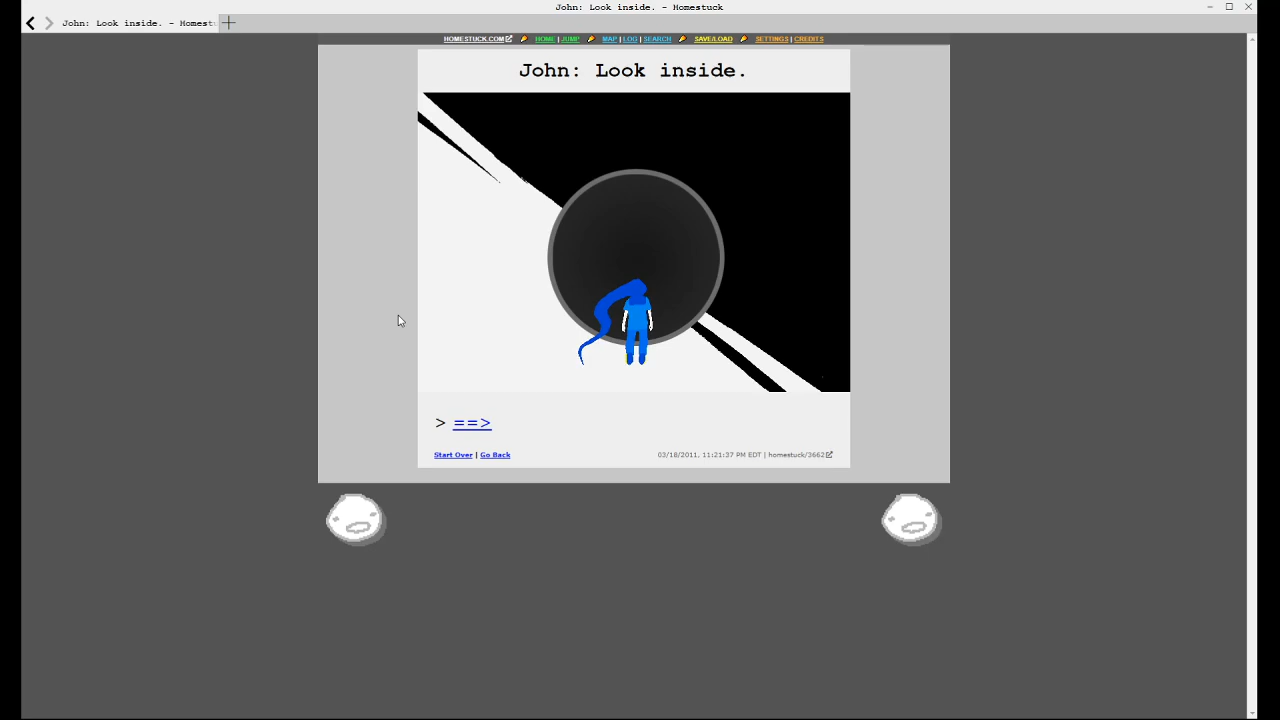 John: Look inside. - Homestuck
John: Look inside. - Homest
HOMESTUCK.COM HOME | JUMP MAP | LOG | SEARCH SAVE/LOAD SETTINGS | CREDITS
John: Look inside.
> ==>
Start Over | Go Back 03/18/2011, 11:21:37 PM EDT | homestuck/3662